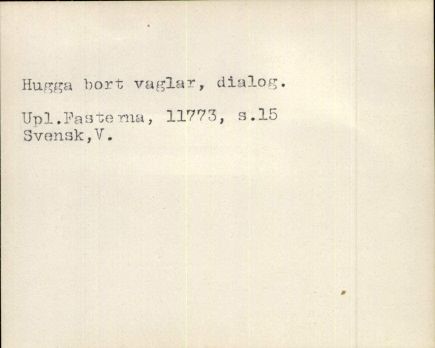 Hugga bort vaglar, dialog.
Upl.Fasterna, 11773, s.15
Svensk,V.